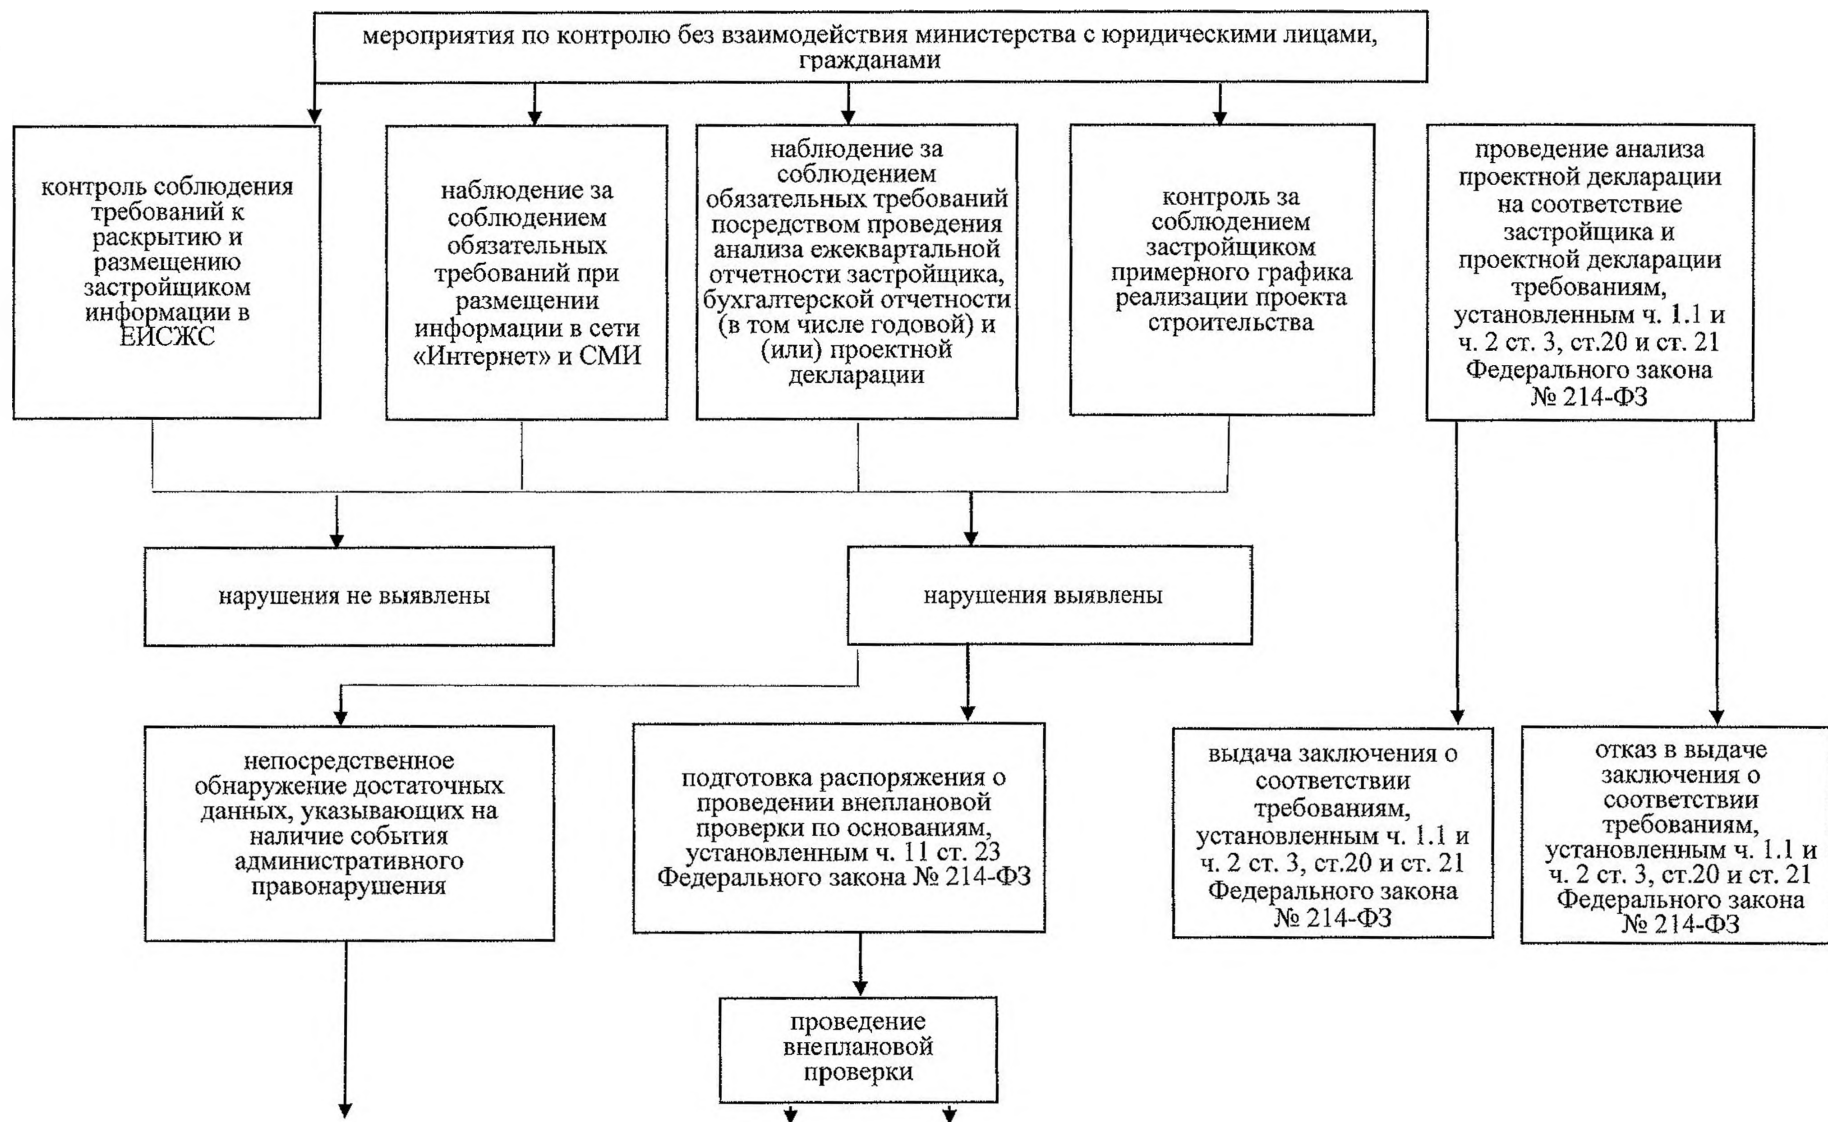 мероприятия по контролю без взаимодействия министерства с юридическими лицами,
гражданами
контроль соблюдения
требований к
раскрытию и
размещению
застройщиком
информации в
ЕИСЖС
наблюдение за
соблюдением
обязательных
требований при
размещении
информации в сети
«Интернет» и СМИ
наблюдение за
соблюдением
обязательных требований
посредством проведения
анализа ежеквартальной
отчетности застройщика,
бухгалтерской отчетности
(в том числе годовой) и
(или) проектной
декларации
контроль за
соблюдением
застройщиком
примерного графика
реализации проекта
строительства
проведение анализа
проектной декларации
на соответствие
застройщика и
проектной декларации
требованиям,
установленным ч. 1.1 и
ч. 2 ст. 3, ст.20 и ст. 21
Федерального закона
№ 214-ФЗ
нарушения не выявлены
нарушения выявлены
непосредственное
обнаружение достаточных
данных, указывающих на
наличие события
административного
правонарушения
подготовка распоряжения о
проведении внеплановой
проверки по основаниям,
установленным ч. 11 ст. 23
Федерального закона № 214-ФЗ
выдача заключения о
соответствии
требованиям,
установленным ч. 1.1 и
ч. 2 ст. 3, ст.20 и ст. 21
Федерального закона
№ 214-ФЗ
отказ в выдаче
заключения о
соответствии
требованиям,
установленным ч. 1.1 и
ч. 2 ст. 3, ст.20 и ст. 21
Федерального закона
№ 214-ФЗ
проведение
внеплановой
проверки